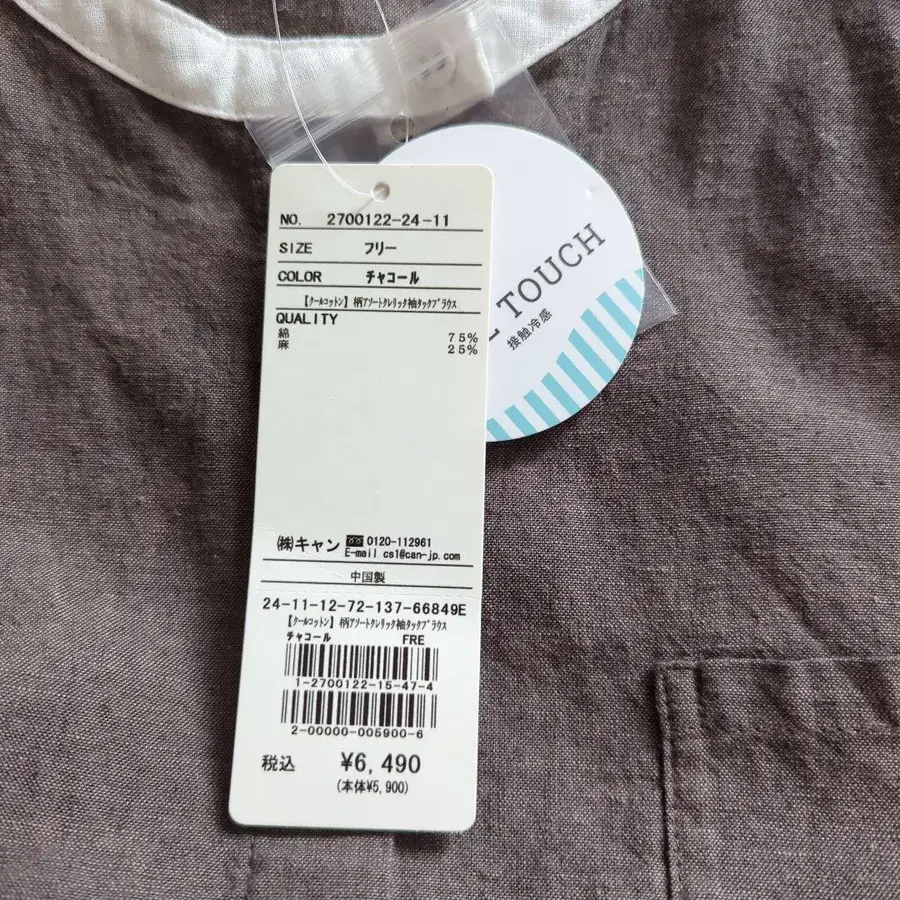 NO. 2700122-24-11
SIZE フリー
COLOR チャコール
【クールコットン】柄アソートクレリック袖タックブラウス
QUALITY
綿 75%
麻 25%
㈱キャン 0120-112961
E-mail cs1@can-jp.com
中国製
24-11-12-72-137-66849E
【クールコットン】柄アソートクレリック袖タックブラウス
チャコール FRE
1-2700122-15-47-4
2-00000-005900-6
税込 ¥6,490
(本体¥5,900)
TOUCH
接触冷感